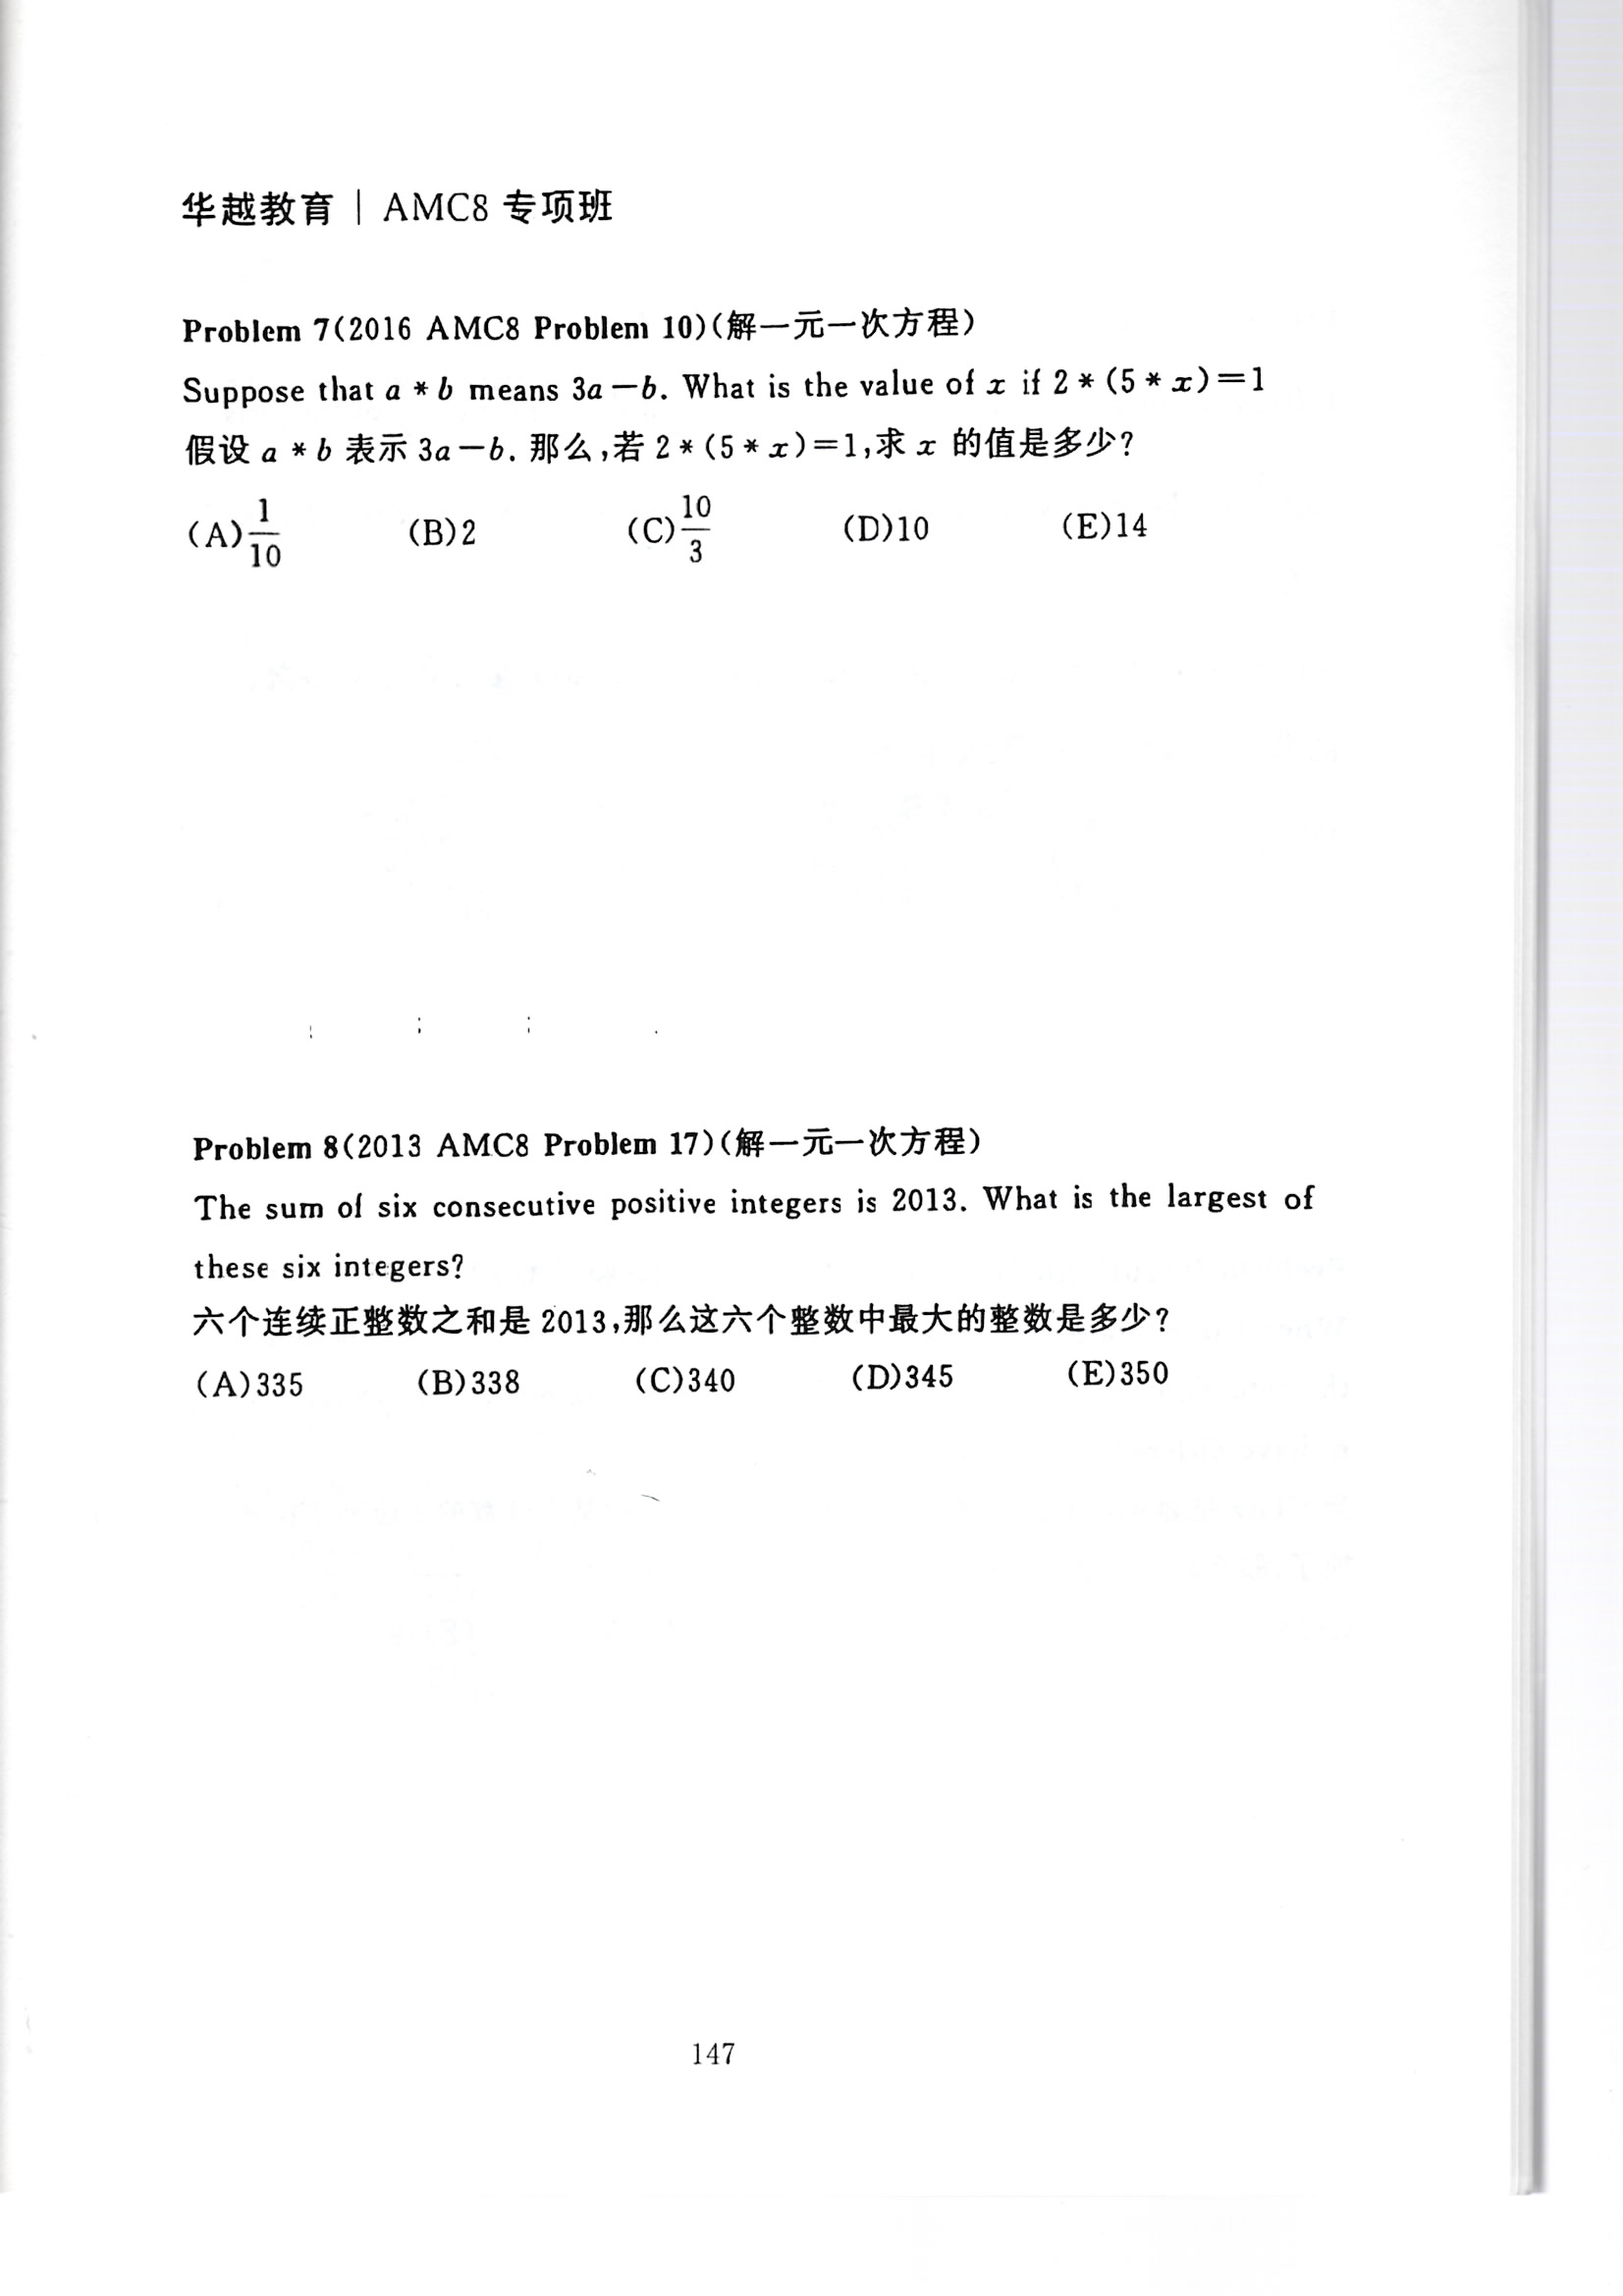 华越教育 | AMC8 专项班
Problem 7(2016 AMC8 Problem 10)(解一元一次方程)
Suppose that a * b means 3a－b. What is the value of x if 2 * (5 * x)＝1
假设 a * b 表示 3a－b. 那么,若 2 * (5 * x)＝1,求 x 的值是多少?
(A) 1/10 (B) 2 (C) 10/3 (D) 10 (E) 14
Problem 8(2013 AMC8 Problem 17)(解一元一次方程)
The sum of six consecutive positive integers is 2013. What is the largest of
these six integers?
六个连续正整数之和是 2013,那么这六个整数中最大的整数是多少?
(A) 335 (B) 338 (C) 340 (D) 345 (E) 350
147